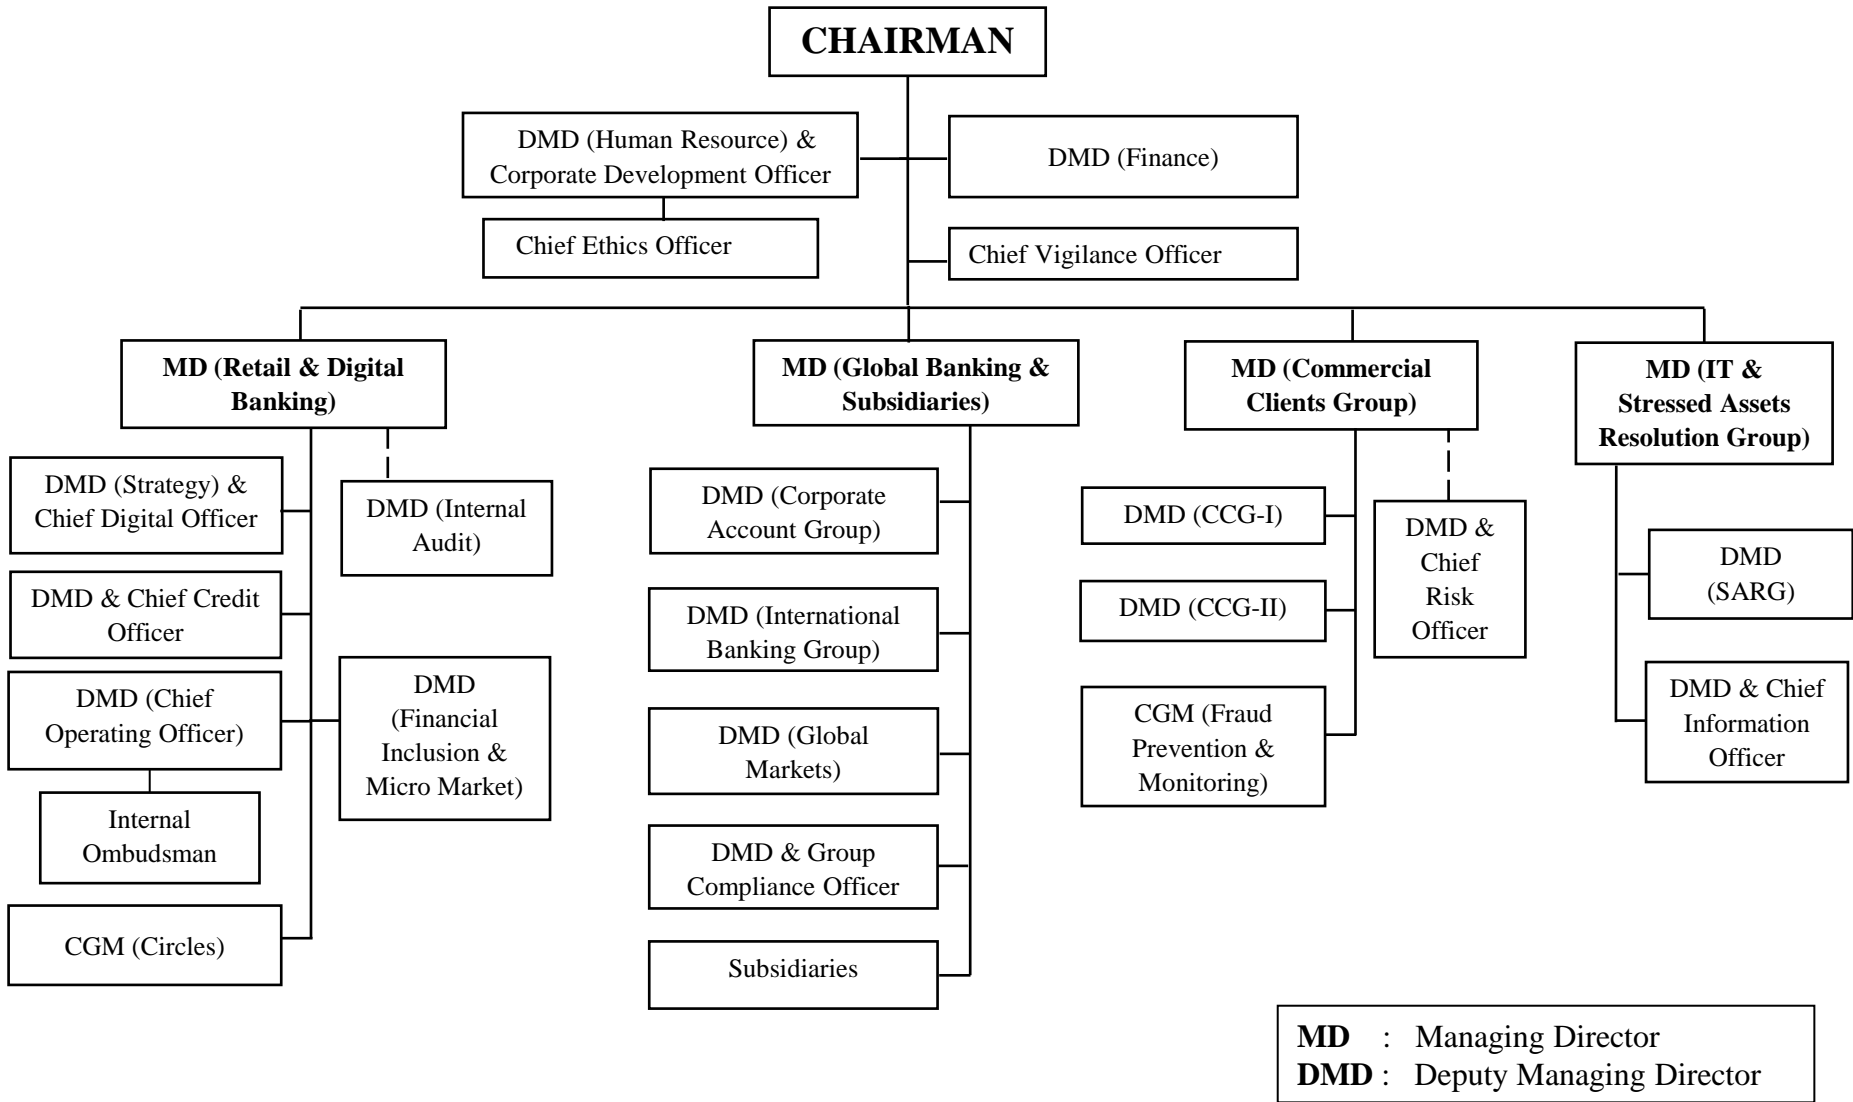 CHAIRMAN
DMD (Human Resource) &
Corporate Development Officer
DMD (Finance)
Chief Ethics Officer
Chief Vigilance Officer
MD (Retail & Digital
Banking)
MD (Global Banking &
Subsidiaries)
MD (Commercial
Clients Group)
MD (IT &
Stressed Assets
Resolution Group)
DMD (Strategy) &
Chief Digital Officer
DMD (Internal
Audit)
DMD & Chief Credit
Officer
DMD (Chief
Operating Officer)
DMD
(Financial
Inclusion &
Micro Market)
Internal
Ombudsman
CGM (Circles)
DMD (Corporate
Account Group)
DMD (International
Banking Group)
DMD (Global
Markets)
DMD & Group
Compliance Officer
Subsidiaries
DMD (CCG-I)
DMD (CCG-II)
CGM (Fraud
Prevention &
Monitoring)
DMD &
Chief
Risk
Officer
DMD
(SARG)
DMD & Chief
Information
Officer
MD : Managing Director
DMD : Deputy Managing Director